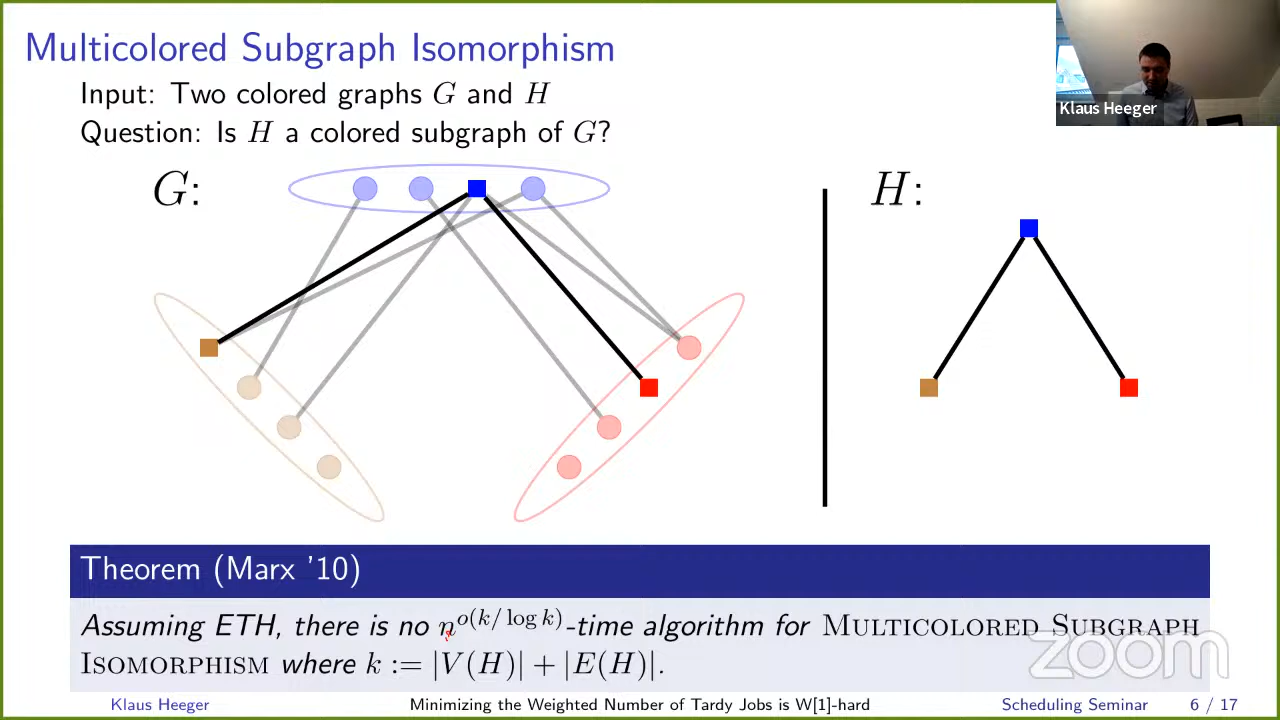 Multicolored Subgraph Isomorphism
Input: Two colored graphs G and H
Question: Is H a colored subgraph of G?
Klaus Heeger
G:
H:
Theorem (Marx '10)
Assuming ETH, there is no n^{o(k/ log k)}-time algorithm for MULTICOLORED SUBGRAPH
ISOMORPHISM where k := |V(H)| + |E(H)|.
zoom
Klaus Heeger Minimizing the Weighted Number of Tardy Jobs is W[1]-hard Scheduling Seminar 6 / 17